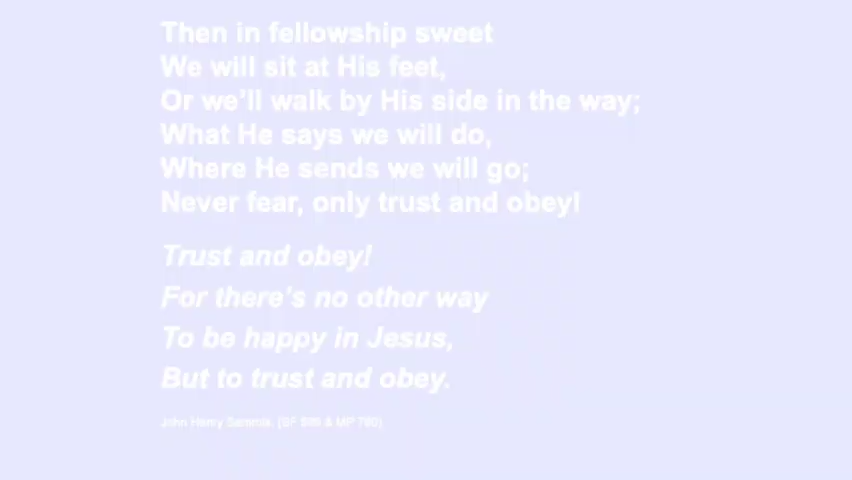 Then in fellowship sweet
We will sit at His feet,
Or we'll walk by His side in the way;
What He says we will do,
Where He sends we will go;
Never fear, only trust and obey!
Trust and obey!
For there's no other way
To be happy in Jesus,
But to trust and obey.
John Henry Sammis. (SF & MP 760)